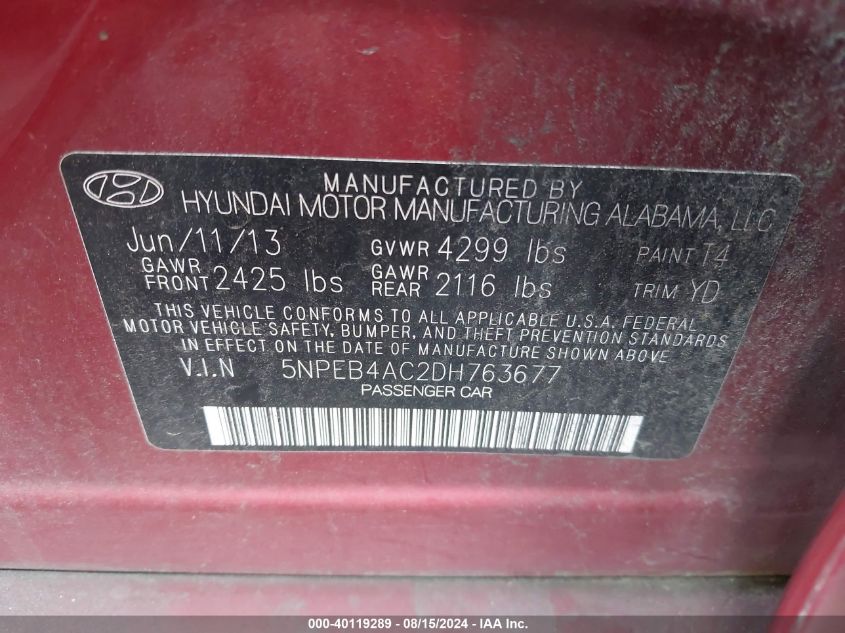 MANUFACTURED BY
HYUNDAI MOTOR MANUFACTURING ALABAMA, LLC
Jun/11/13 GVWR 4299 lbs PAINT T4
GAWR FRONT 2425 lbs GAWR REAR 2116 lbs TRIM YD
THIS VEHICLE CONFORMS TO ALL APPLICABLE U.S.A. FEDERAL
MOTOR VEHICLE SAFETY, BUMPER, AND THEFT PREVENTION STANDARDS
IN EFFECT ON THE DATE OF MANUFACTURE SHOWN ABOVE.
V.I.N 5NPEB4AC2DH763677
PASSENGER CAR
000-40119289 - 08/15/2024 - © IAA, Inc.